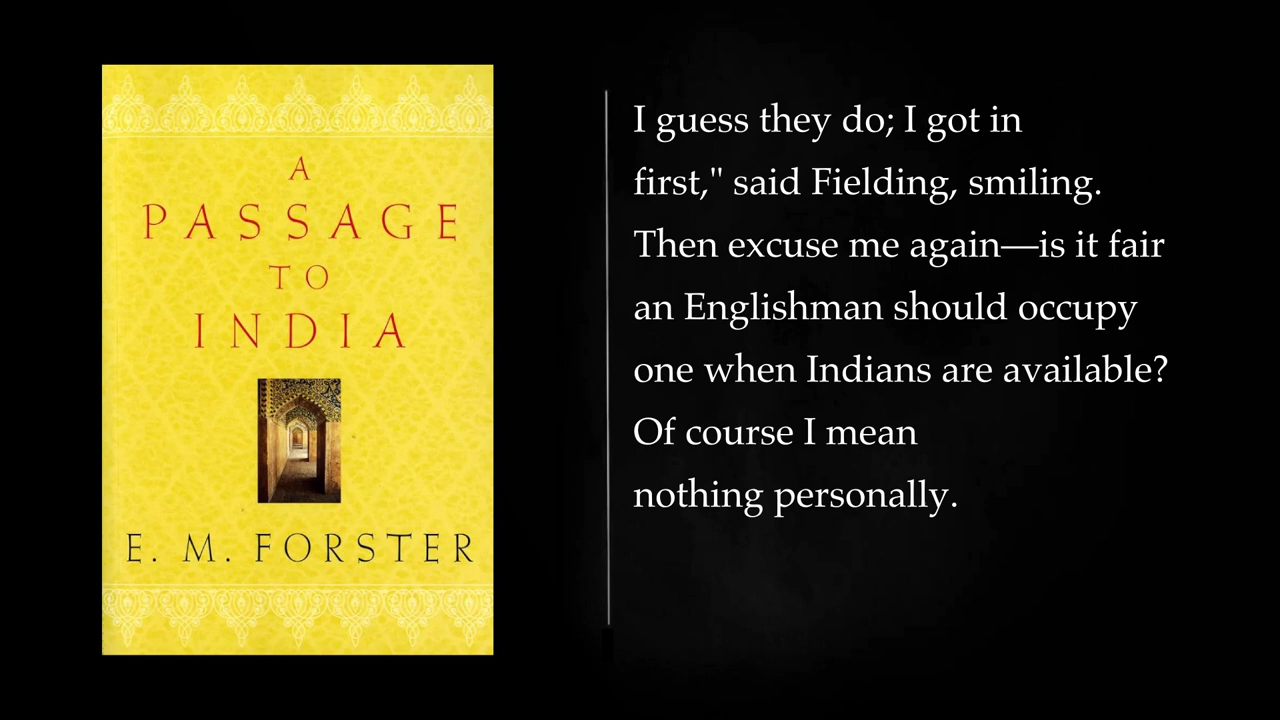 A
PASSAGE
TO
INDIA
E. M. FORSTER
I guess they do; I got in
first," said Fielding, smiling.
Then excuse me again—is it fair
an Englishman should occupy
one when Indians are available?
Of course I mean
nothing personally.